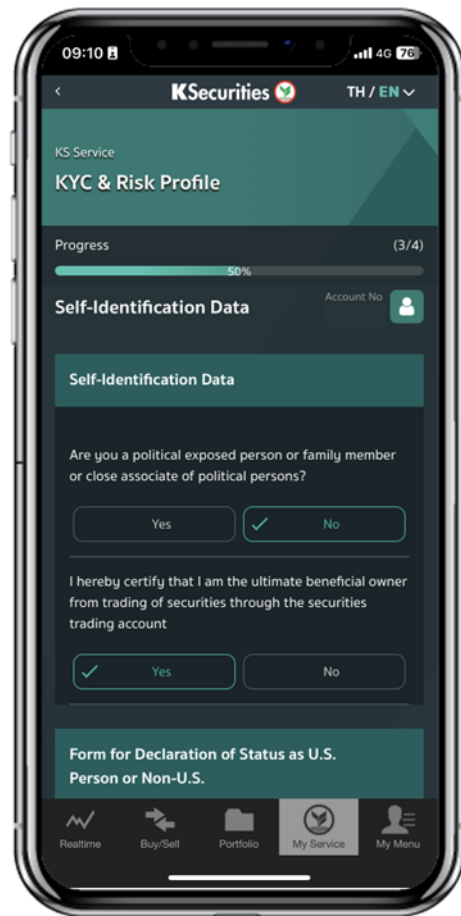 09:10
4G 76
KSecurities
TH / EN
KS Service
KYC & Risk Profile
Progress (3/4)
50%
Self-Identification Data
Account No
Self-Identification Data
Are you a political exposed person or family member
or close associate of political persons?
Yes
No
I hereby certify that I am the ultimate beneficial owner
from trading of securities through the securities
trading account
Yes
No
Form for Declaration of Status as U.S.
Person or Non-U.S.
Realtime
Buy/Sell
Portfolio
My Service
My Menu